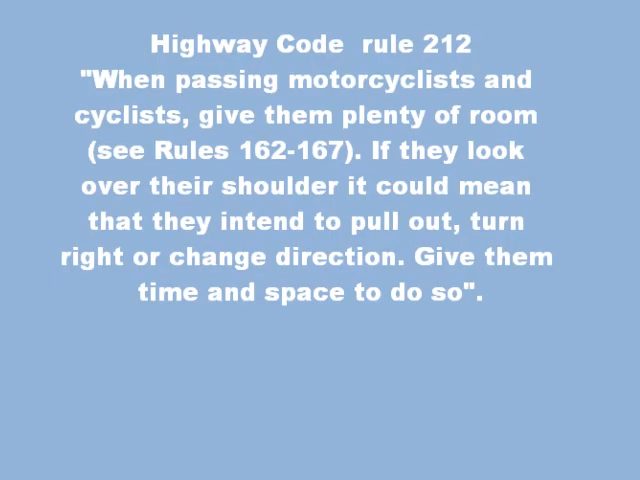 Highway Code  rule 212
"When passing motorcyclists and
cyclists, give them plenty of room
(see Rules 162-167). If they look
over their shoulder it could mean
that they intend to pull out, turn
right or change direction. Give them
time and space to do so".